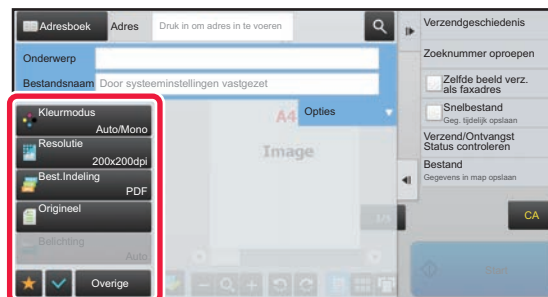 Adresboek Adres Druk in om adres in te voeren
Onderwerp
Bestandsnaam Door systeeminstellingen vastgezet
Kleurmodus
Auto/Mono
Resolutie
200x200dpi
Best.Indeling
PDF
Origineel
Belichting
Auto
Overige
A4
Opties
Image
1/5
Verzendgeschiedenis
Zoeknummer oproepen
Zelfde beeld verz.
als faxadres
Snelbestand
Geg. tijdelijk opslaan
Verzend/Ontvangst
Status controleren
Bestand
Gegevens in map opslaan
CA
Start